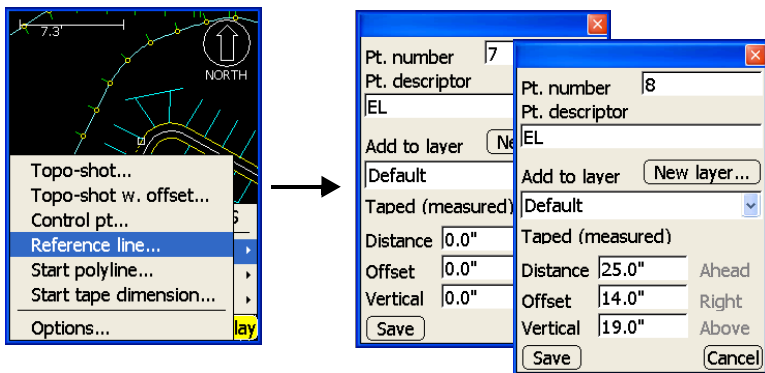 7.3'
NORTH
Topo-shot...
Topo-shot w. offset...
Control pt...
Reference line...
Start polyline...
Start tape dimension...
Options...
lay
Pt. number 7
Pt. descriptor
EL
Add to layer Ne
Default
Taped (measured)
Distance 0.0"
Offset 0.0"
Vertical 0.0"
Save
Pt. number 8
Pt. descriptor
EL
Add to layer New layer...
Default
Taped (measured)
Distance 25.0" Ahead
Offset 14.0" Right
Vertical 19.0" Above
Save Cancel